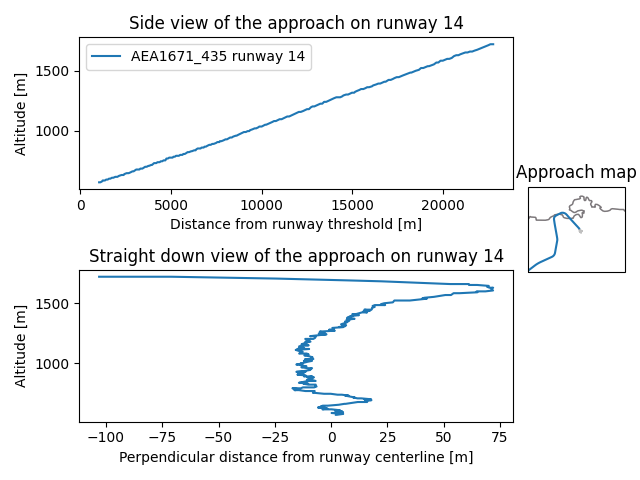 Side view of the approach on runway 14
AEA1671_435 runway 14
Altitude [m]
1500
1000
0 5000 10000 15000 20000
Distance from runway threshold [m]
Approach map
Straight down view of the approach on runway 14
Altitude [m]
1500
1000
−100 −75 −50 −25 0 25 50 75
Perpendicular distance from runway centerline [m]